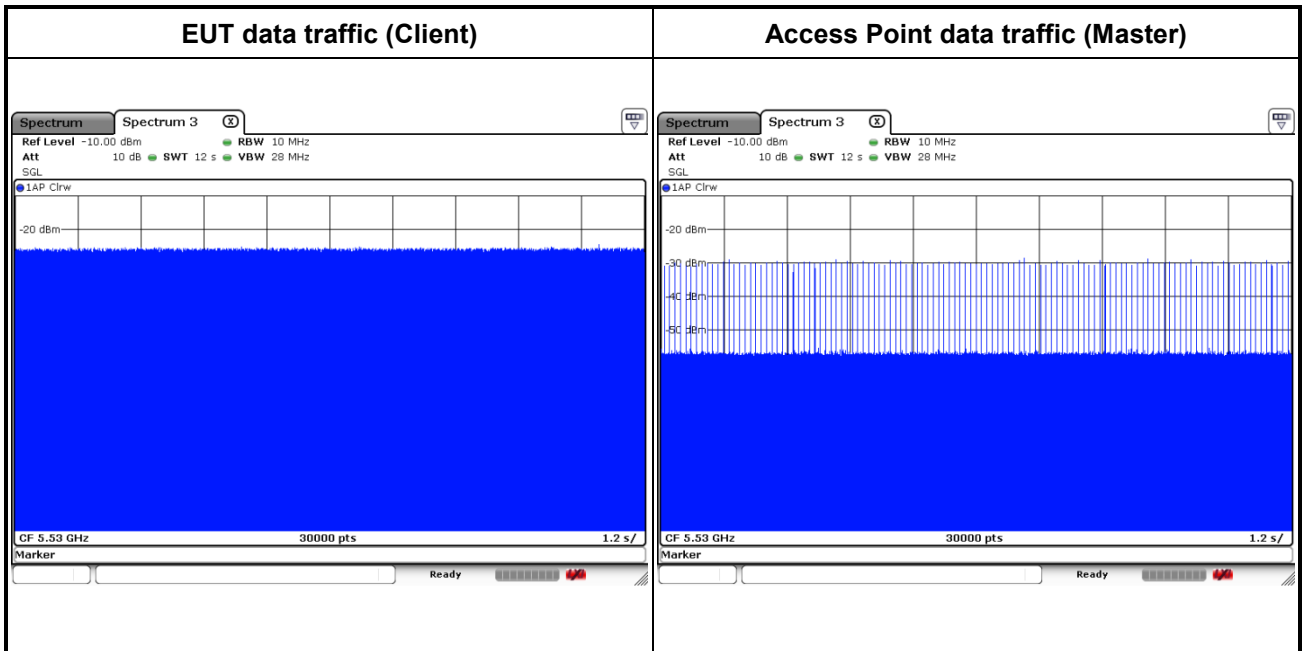 EUT data traffic (Client)
Access Point data traffic (Master)
Spectrum Spectrum 3 X
Ref Level -10.00 dBm RBW 10 MHz
Att 10 dB SWT 12 s VBW 28 MHz
SGL
1AP Clrw
-20 dBm
CF 5.53 GHz 30000 pts 1.2 s/
Marker
Ready
Spectrum Spectrum 3 X
Ref Level -10.00 dBm RBW 10 MHz
Att 10 dB SWT 12 s VBW 28 MHz
SGL
1AP Clrw
-20 dBm
-30 dBm
-40 dBm
-50 dBm
CF 5.53 GHz 30000 pts 1.2 s/
Marker
Ready